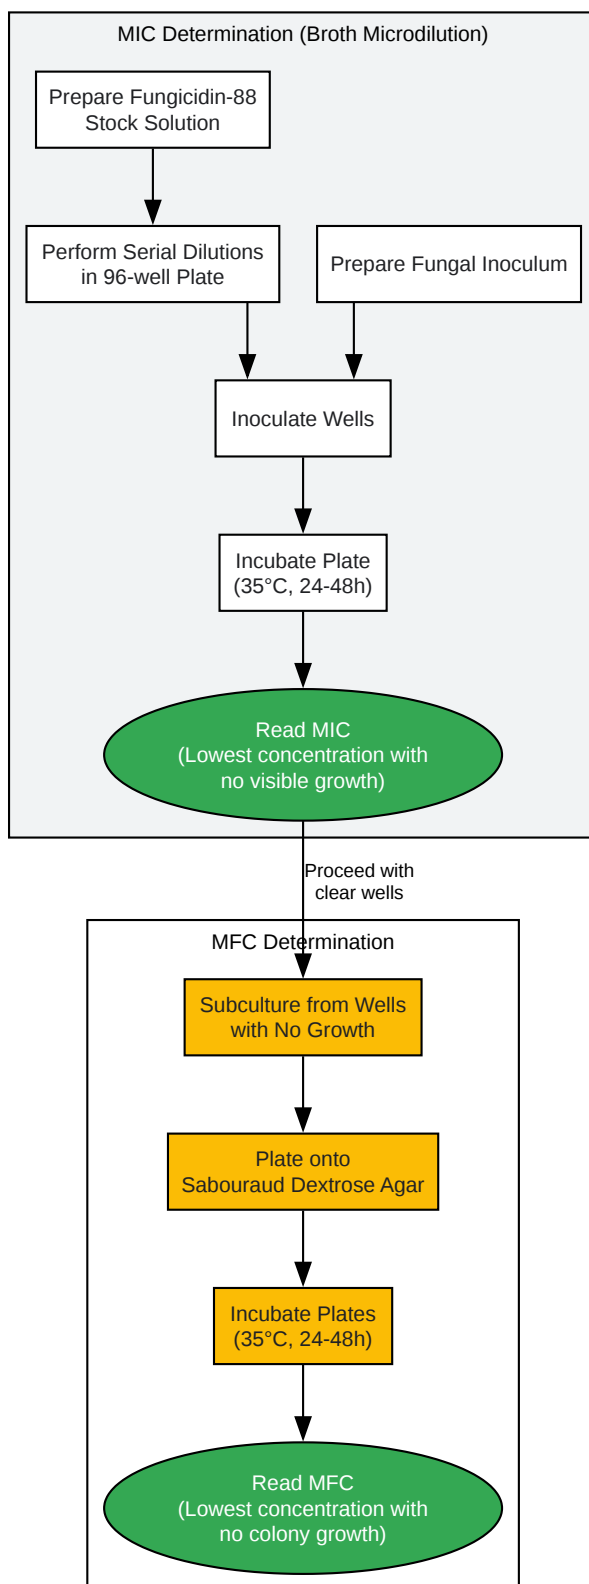 MIC Determination (Broth Microdilution)
Prepare Fungicidin-88
Stock Solution
Perform Serial Dilutions
in 96-well Plate
Prepare Fungal Inoculum
Inoculate Wells
Incubate Plate
(35°C, 24-48h)
Read MIC
(Lowest concentration with
no visible growth)
Proceed with
clear wells
MFC Determination
Subculture from Wells
with No Growth
Plate onto
Sabouraud Dextrose Agar
Incubate Plates
(35°C, 24-48h)
Read MFC
(Lowest concentration with
no colony growth)